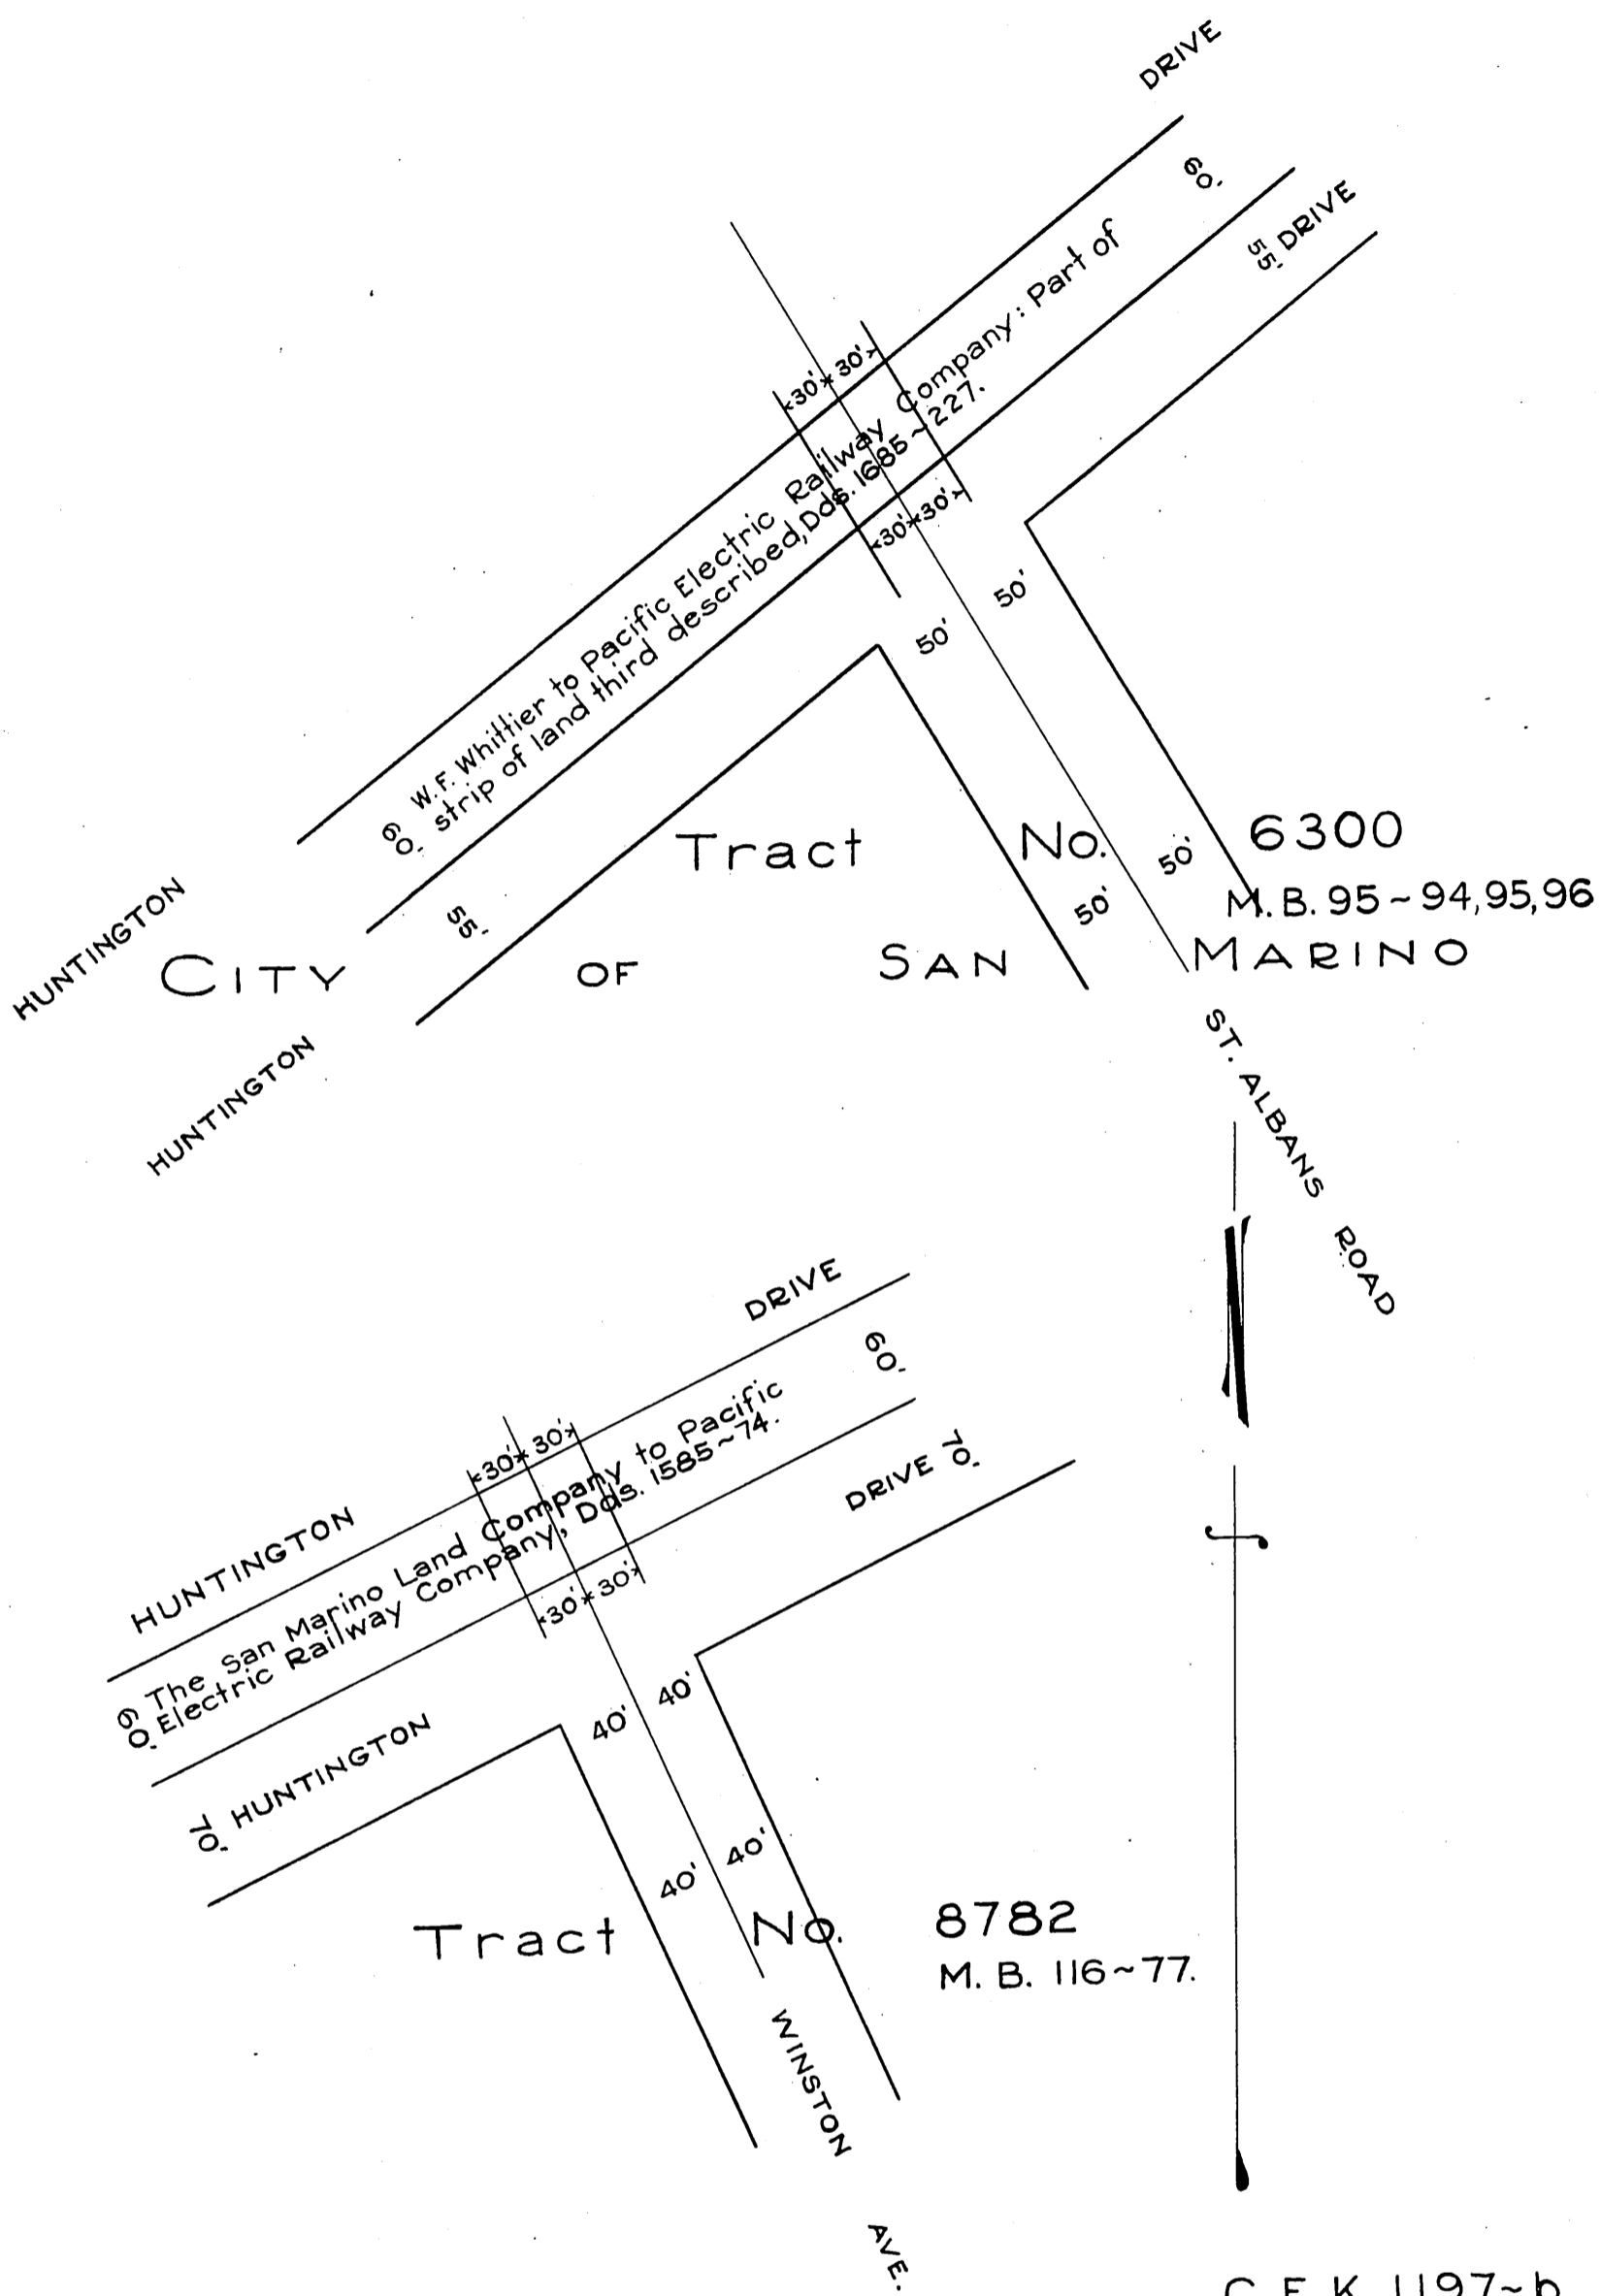 DRIVE
60.
55. DRIVE
<30'×30'>
W.F. Whittier to Pacific Electric Railway Company: Part of
60. strip of land third described, Dds. 1685~227.
<30'×30'>
50'
50'
Tract No. 6300
50'
50'
M.B. 95~94,95,96
55.
HUNTINGTON
CITY OF SAN MARINO
HUNTINGTON
ST. ALBANS ROAD
DRIVE
60.
<30'×30'>
HUNTINGTON
The San Marino Land Company to Pacific
60. Electric Railway Company, Dds. 1585~74.
DRIVE 70.
<30'×30'>
40'
40'
70. HUNTINGTON
40'
40'
Tract No. 8782
M. B. 116~77.
WINSTON AVE.
C.F.K. 1197~b